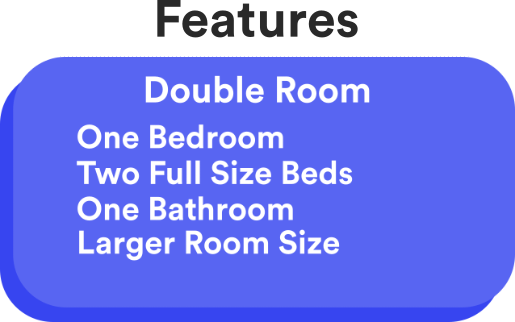 Features
Double Room
One Bedroom
Two Full Size Beds
One Bathroom
Larger Room Size